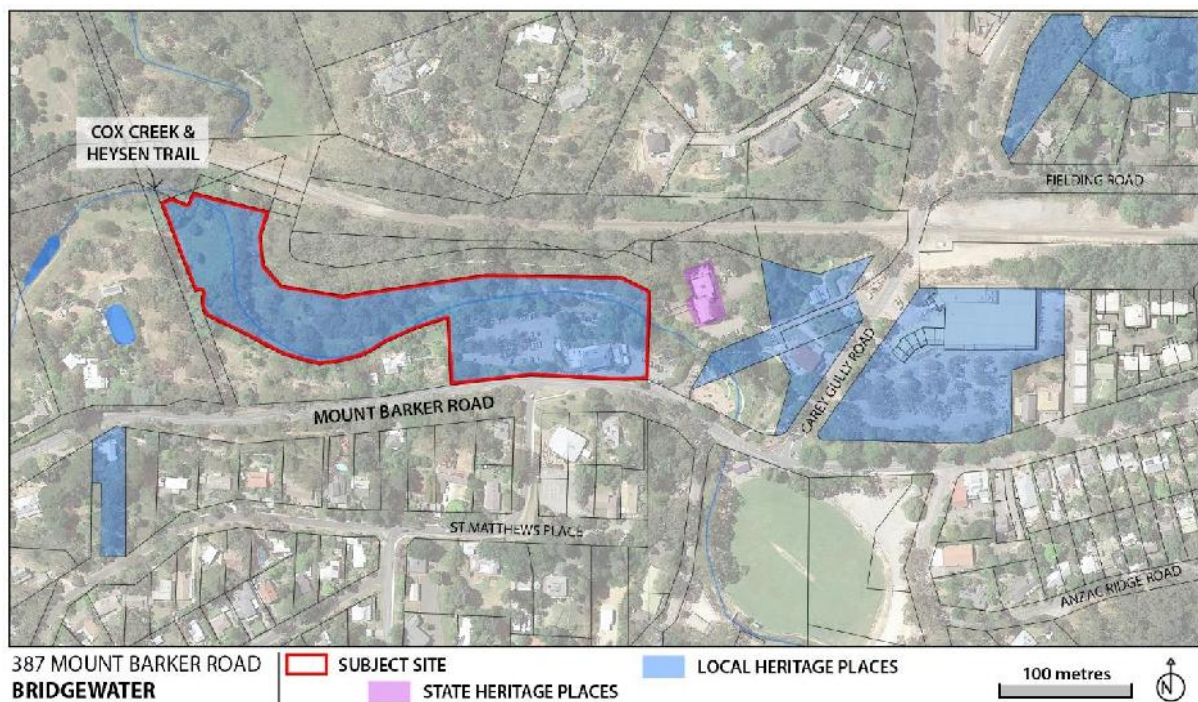 COX CREEK &
HEYSEN TRAIL
FIELDING ROAD
MOUNT BARKER ROAD
CAREY GULLY ROAD
ST MATTHEWS PLACE
ANZAC RIDGE ROAD
387 MOUNT BARKER ROAD
BRIDGEWATER
SUBJECT SITE
STATE HERITAGE PLACES
LOCAL HERITAGE PLACES
100 metres
N